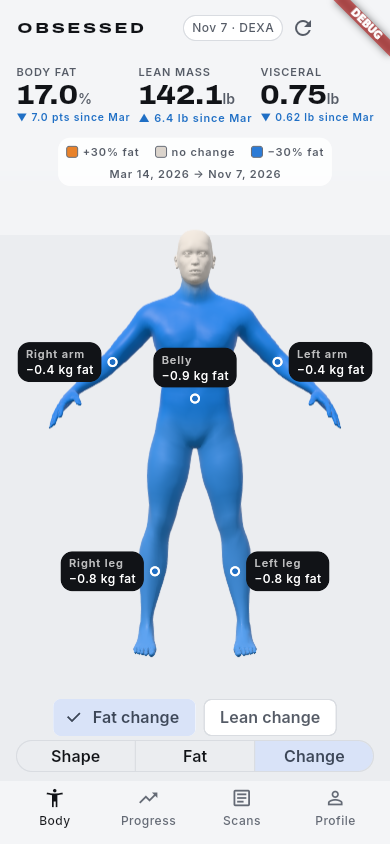 OBSESSED
Nov 7 · DEXA
DEBUG
BODY FAT
17.0%
▼ 7.0 pts since Mar
LEAN MASS
142.1lb
▲ 6.4 lb since Mar
VISCERAL
0.75lb
▼ 0.62 lb since Mar
+30% fat
no change
−30% fat
Mar 14, 2026 → Nov 7, 2026
Right arm
−0.4 kg fat
Belly
−0.9 kg fat
Left arm
−0.4 kg fat
Right leg
−0.8 kg fat
Left leg
−0.8 kg fat
Fat change
Lean change
Shape
Fat
Change
Body
Progress
Scans
Profile